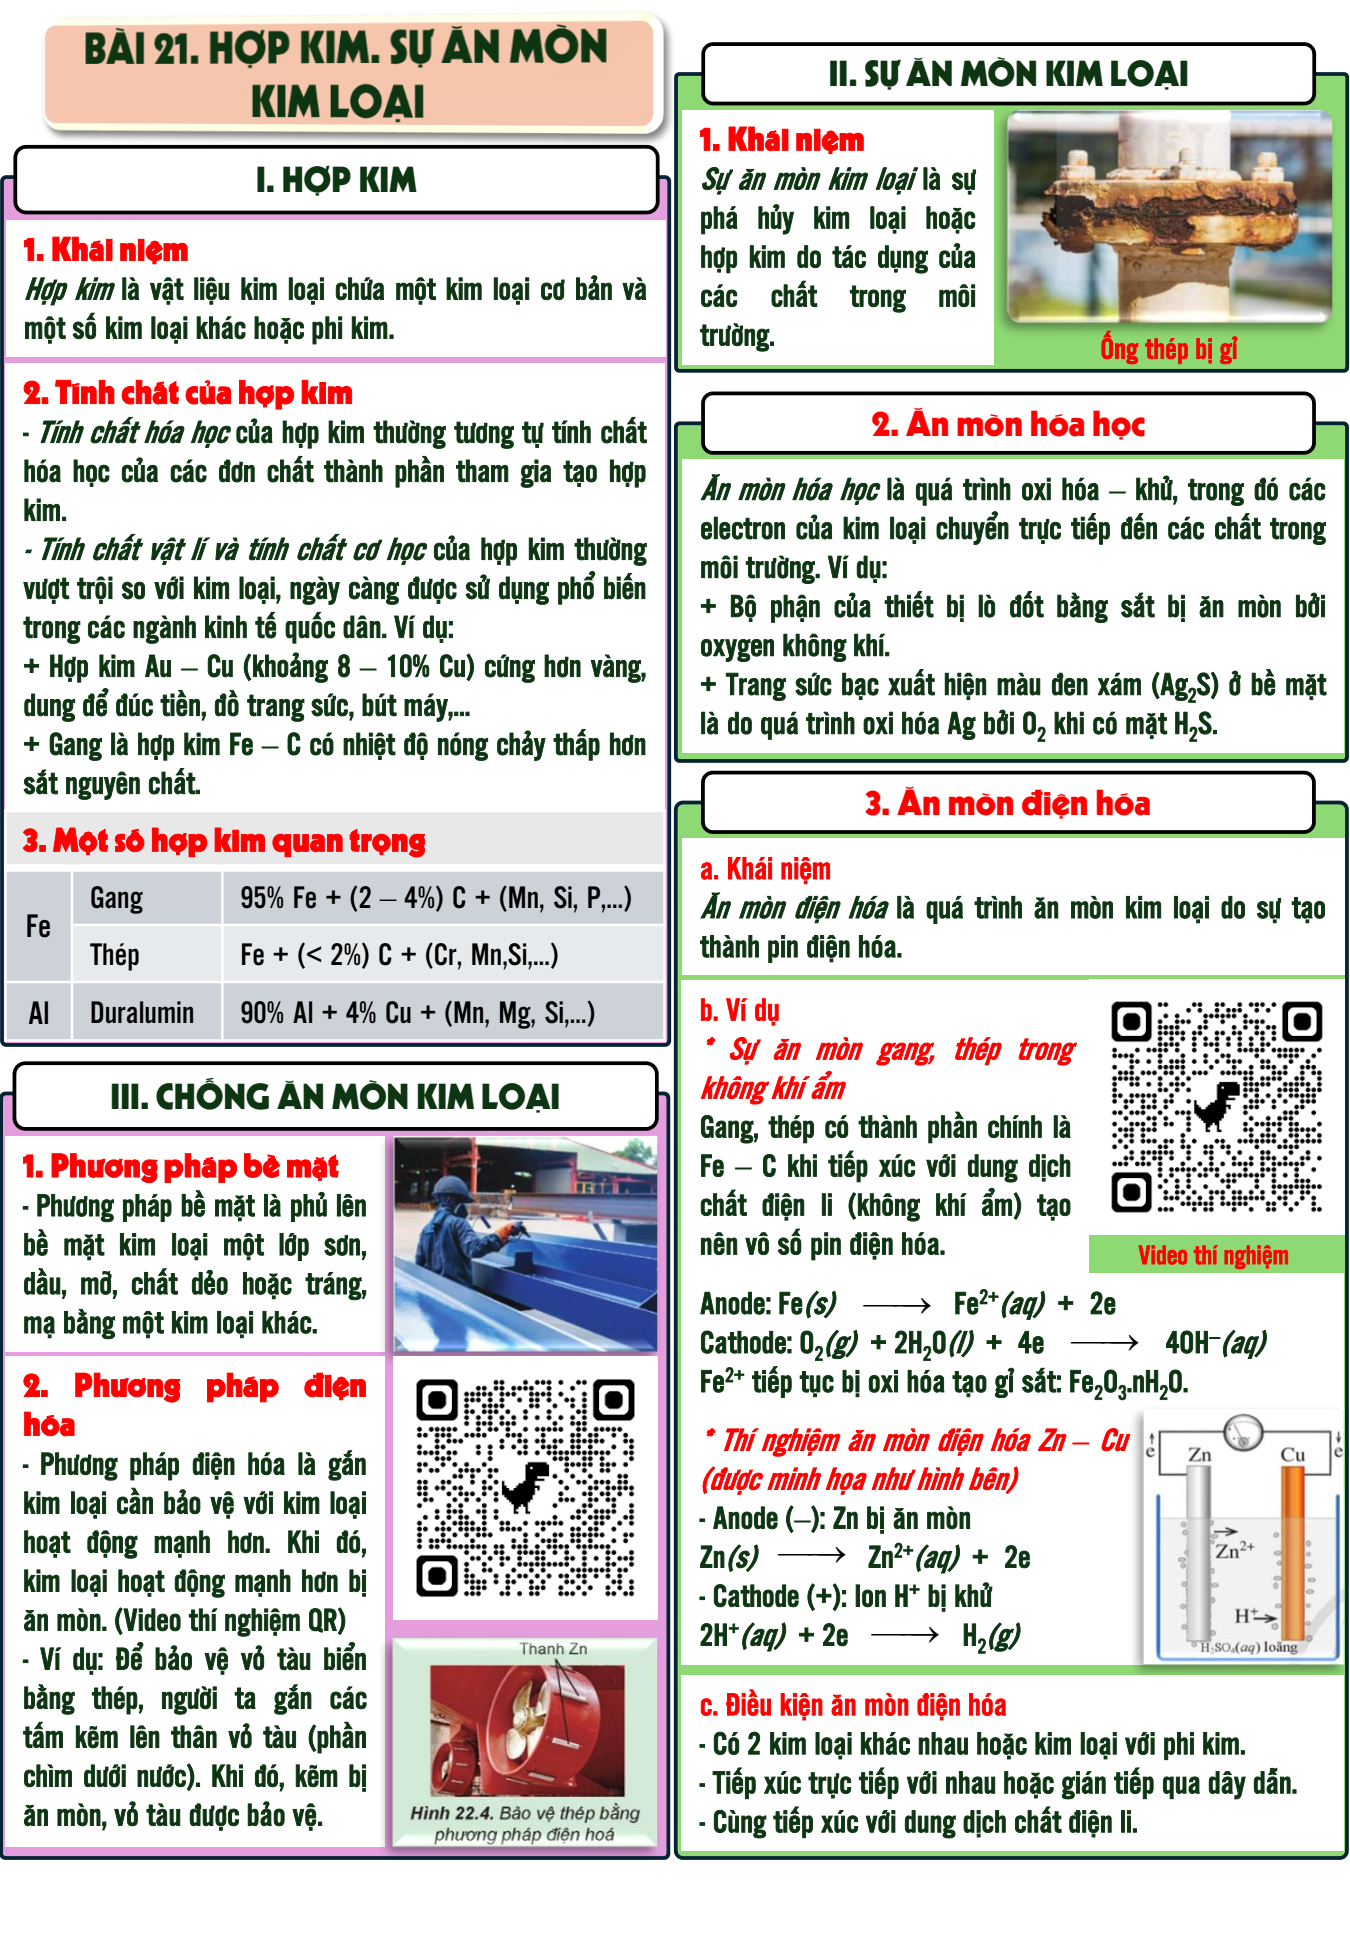 BÀI 21. HỢP KIM. SỰ ĂN MÒN
KIM LOẠI
I. HỢP KIM
1. Khái niệm
Hợp kim là vật liệu kim loại chứa một kim loại cơ bản và
một số kim loại khác hoặc phi kim.
2. Tính chất của hợp kim
- Tính chất hóa học của hợp kim thường tương tự tính chất
hóa học của các đơn chất thành phần tham gia tạo hợp
kim.
- Tính chất vật lí và tính chất cơ học của hợp kim thường
vượt trội so với kim loại, ngày càng được sử dụng phổ biến
trong các ngành kinh tế quốc dân. Ví dụ:
+ Hợp kim Au – Cu (khoảng 8 – 10% Cu) cứng hơn vàng,
dung để đúc tiền, đồ trang sức, bút máy,...
+ Gang là hợp kim Fe – C có nhiệt độ nóng chảy thấp hơn
sắt nguyên chất.
3. Một số hợp kim quan trọng
Fe
Gang
95% Fe + (2 – 4%) C + (Mn, Si, P,...)
Thép
Fe + (< 2%) C + (Cr, Mn,Si,...)
Al
Duralumin
90% Al + 4% Cu + (Mn, Mg, Si,...)
III. CHỐNG ĂN MÒN KIM LOẠI
1. Phương pháp bề mặt
- Phương pháp bề mặt là phủ lên
bề mặt kim loại một lớp sơn,
dầu, mỡ, chất dẻo hoặc tráng,
mạ bằng một kim loại khác.
2. Phương pháp điện
hóa
- Phương pháp điện hóa là gắn
kim loại cần bảo vệ với kim loại
hoạt động mạnh hơn. Khi đó,
kim loại hoạt động mạnh hơn bị
ăn mòn. (Video thí nghiệm QR)
- Ví dụ: Để bảo vệ vỏ tàu biển
bằng thép, người ta gắn các
tấm kẽm lên thân vỏ tàu (phần
chìm dưới nước). Khi đó, kẽm bị
ăn mòn, vỏ tàu được bảo vệ.
Thanh Zn
Hình 22.4. Bảo vệ thép bằng
phương pháp điện hoá
II. SỰ ĂN MÒN KIM LOẠI
1. Khái niệm
Sự ăn mòn kim loại là sự
phá hủy kim loại hoặc
hợp kim do tác dụng của
các chất trong môi
trường.
Ống thép bị gỉ
2. Ăn mòn hóa học
Ăn mòn hóa học là quá trình oxi hóa – khử, trong đó các
electron của kim loại chuyển trực tiếp đến các chất trong
môi trường. Ví dụ:
+ Bộ phận của thiết bị lò đốt bằng sắt bị ăn mòn bởi
oxygen không khí.
+ Trang sức bạc xuất hiện màu đen xám (Ag₂S) ở bề mặt
là do quá trình oxi hóa Ag bởi O₂ khi có mặt H₂S.
3. Ăn mòn điện hóa
a. Khái niệm
Ăn mòn điện hóa là quá trình ăn mòn kim loại do sự tạo
thành pin điện hóa.
b. Ví dụ
* Sự ăn mòn gang, thép trong
không khí ẩm
Gang, thép có thành phần chính là
Fe – C khi tiếp xúc với dung dịch
chất điện li (không khí ẩm) tạo
nên vô số pin điện hóa.
Video thí nghiệm
Anode: Fe(s) ⟶ Fe²⁺(aq) + 2e
Cathode: O₂(g) + 2H₂O(l) + 4e ⟶ 4OH⁻(aq)
Fe²⁺ tiếp tục bị oxi hóa tạo gỉ sắt: Fe₂O₃.nH₂O.
* Thí nghiệm ăn mòn điện hóa Zn – Cu
(được minh họa như hình bên)
- Anode (–): Zn bị ăn mòn
Zn(s) ⟶ Zn²⁺(aq) + 2e
- Cathode (+): Ion H⁺ bị khử
2H⁺(aq) + 2e ⟶ H₂(g)
e e
Zn Cu
Zn²⁺
H⁺
H₂SO₄(aq) loãng
c. Điều kiện ăn mòn điện hóa
- Có 2 kim loại khác nhau hoặc kim loại với phi kim.
- Tiếp xúc trực tiếp với nhau hoặc gián tiếp qua dây dẫn.
- Cùng tiếp xúc với dung dịch chất điện li.